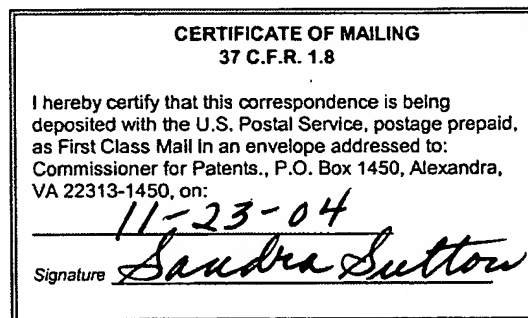 CERTIFICATE OF MAILING
37 C.F.R. 1.8
I hereby certify that this correspondence is being
deposited with the U.S. Postal Service, postage prepaid,
as First Class Mail In an envelope addressed to:
Commissioner for Patents., P.O. Box 1450, Alexandra,
VA 22313-1450, on:
11-23-04
Signature Sandra Sutton